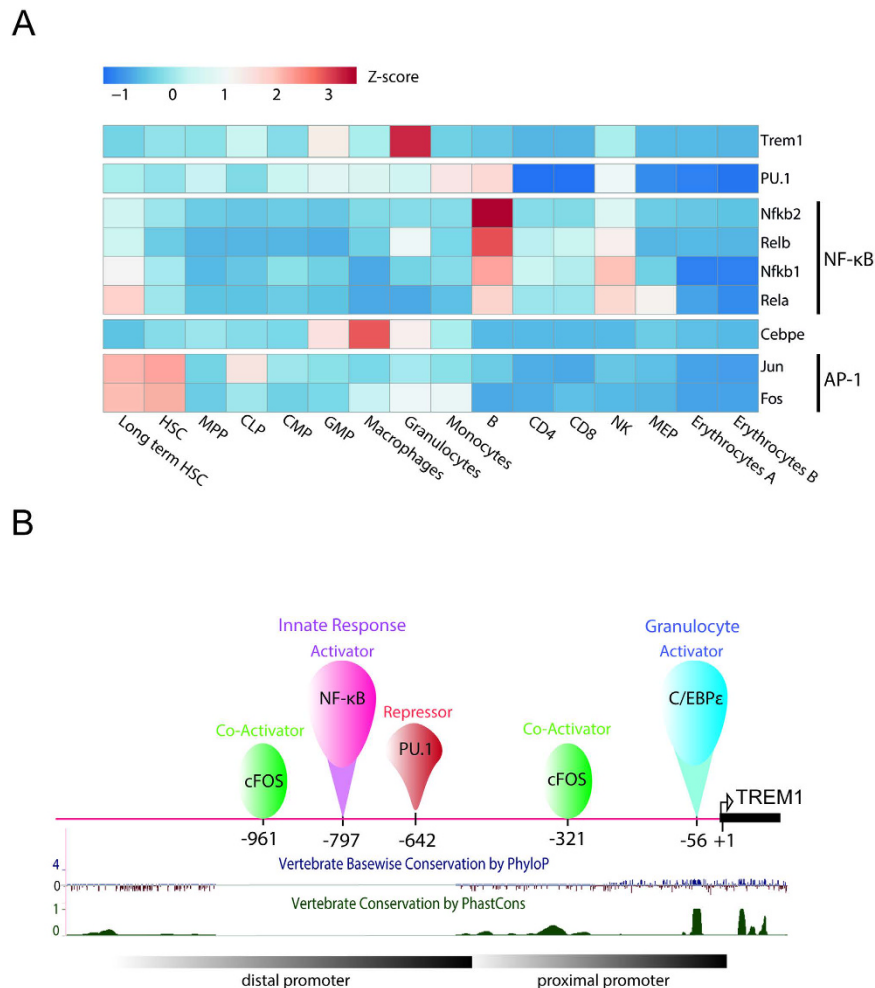 A
Z-score
−1 0 1 2 3
Trem1
PU.1
Nfkb2
Relb
Nfkb1
Rela
NF-κB
Cebpe
Jun
Fos
AP-1
Long term HSC
HSC
MPP
CLP
CMP
GMP
Macrophages
Granulocytes
Monocytes
B
CD4
CD8
NK
MEP
Erythrocytes A
Erythrocytes B
B
Innate Response
Activator
NF-κB
Granulocyte
Activator
C/EBPε
Repressor
PU.1
Co-Activator
cFOS
Co-Activator
cFOS
TREM1
-961 -797 -642 -321 -56 +1
Vertebrate Basewise Conservation by PhyloP
4
0
Vertebrate Conservation by PhastCons
1
0
distal promoter
proximal promoter